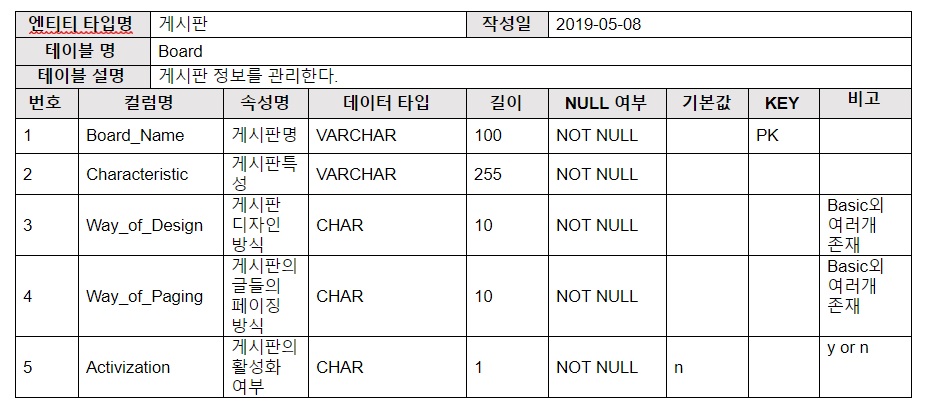 엔티티 타입명 게시판 작성일 2019-05-08
테이블 명 Board
테이블 설명 게시판 정보를 관리한다.
번호 컬럼명 속성명 데이터 타입 길이 NULL 여부 기본값 KEY 비고
1 Board_Name 게시판명 VARCHAR 100 NOT NULL PK
2 Characteristic 게시판특
성 VARCHAR 255 NOT NULL
3 Way_of_Design 게시판
디자인
방식 CHAR 10 NOT NULL Basic외
여러개
존재
4 Way_of_Paging 게시판의
글들의
페이징
방식 CHAR 10 NOT NULL Basic외
여러개
존재
5 Activization 게시판의
활성화
여부 CHAR 1 NOT NULL n y or n